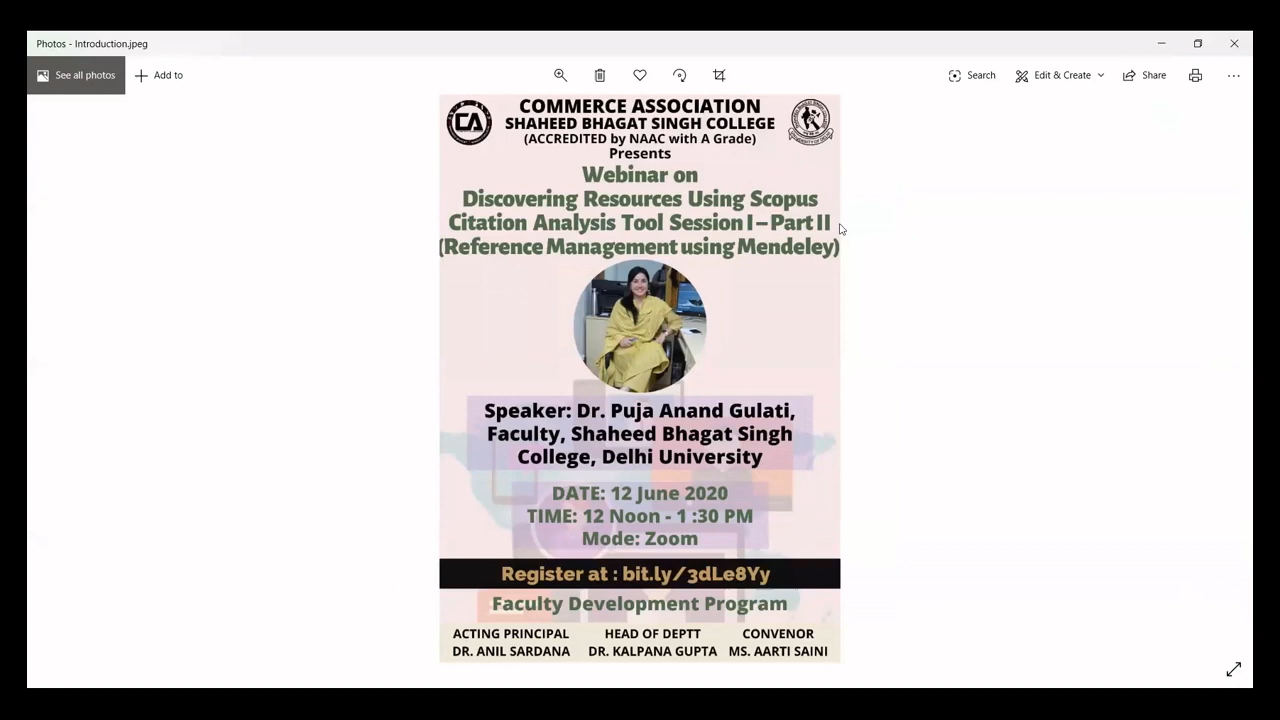 Photos - Introduction.jpeg
See all photos
Add to
Search
Edit & Create
Share
COMMERCE ASSOCIATION
SHAHEED BHAGAT SINGH COLLEGE
(ACCREDITED by NAAC with A Grade)
Presents
Webinar on
Discovering Resources Using Scopus
Citation Analysis Tool Session I – Part II
(Reference Management using Mendeley)
Speaker: Dr. Puja Anand Gulati,
Faculty, Shaheed Bhagat Singh
College, Delhi University
DATE: 12 June 2020
TIME: 12 Noon - 1 :30 PM
Mode: Zoom
Register at : bit.ly/3dLe8Yy
Faculty Development Program
ACTING PRINCIPAL HEAD OF DEPTT CONVENOR
DR. ANIL SARDANA DR. KALPANA GUPTA MS. AARTI SAINI
CA